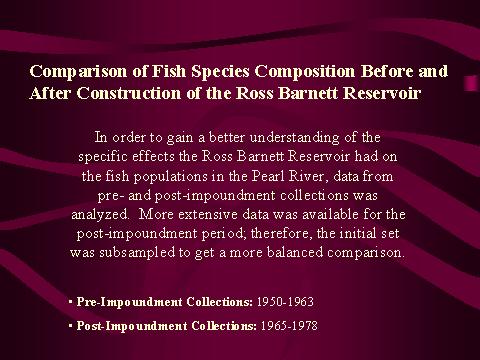 Comparison of Fish Species Composition Before and
After Construction of the Ross Barnett Reservoir
In order to gain a better understanding of the
specific effects the Ross Barnett Reservoir had on
the fish populations in the Pearl River, data from
pre- and post-impoundment collections was
analyzed.  More extensive data was available for the
post-impoundment period; therefore, the initial set
was subsampled to get a more balanced comparison.
• Pre-Impoundment Collections: 1950-1963
• Post-Impoundment Collections: 1965-1978